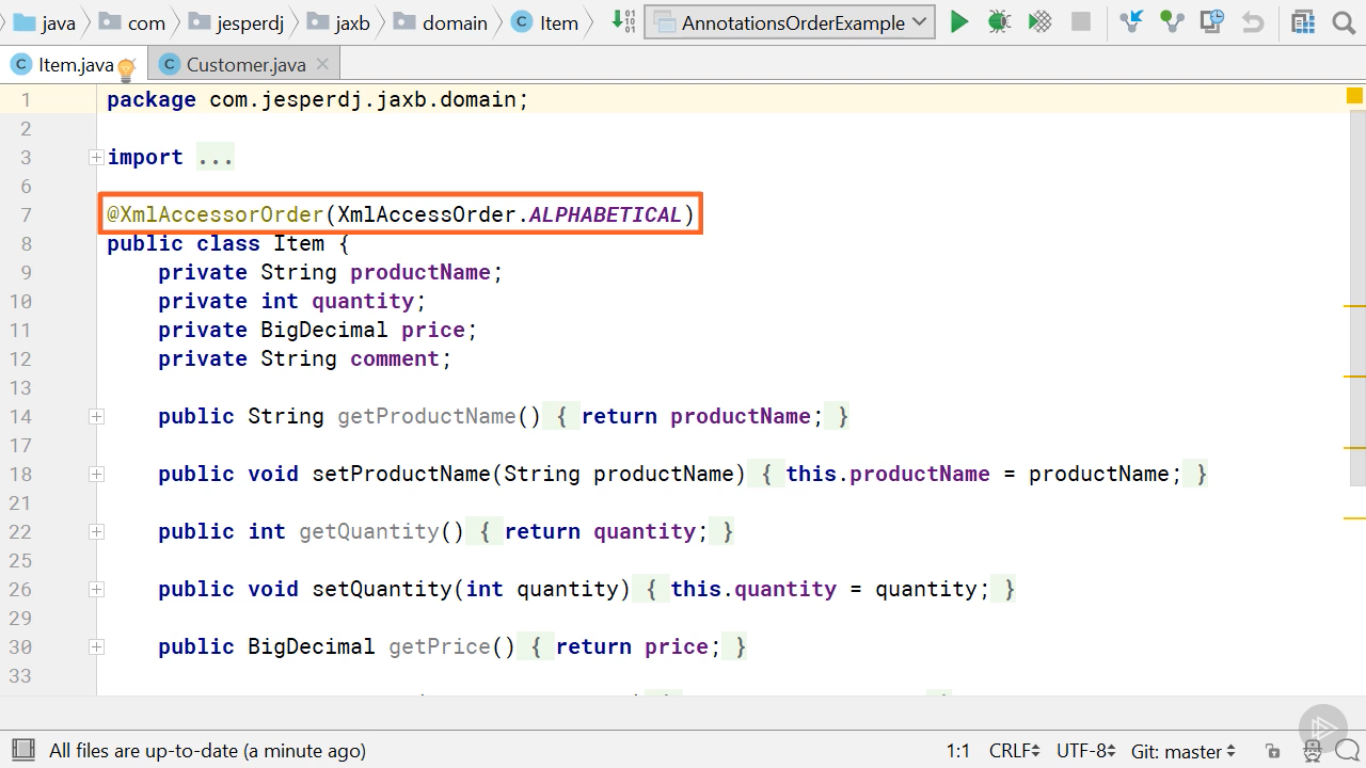 java com jesperdj jaxb domain Item AnnotationsOrderExample
Item.java Customer.java
1 package com.jesperdj.jaxb.domain;
2
3 import ...
6
7 @XmlAccessorOrder(XmlAccessOrder.ALPHABETICAL)
8 public class Item {
9 private String productName;
10 private int quantity;
11 private BigDecimal price;
12 private String comment;
13
14 public String getProductName() { return productName; }
17
18 public void setProductName(String productName) { this.productName = productName; }
21
22 public int getQuantity() { return quantity; }
25
26 public void setQuantity(int quantity) { this.quantity = quantity; }
29
30 public BigDecimal getPrice() { return price; }
33
All files are up-to-date (a minute ago) 1:1 CRLF UTF-8 Git: master